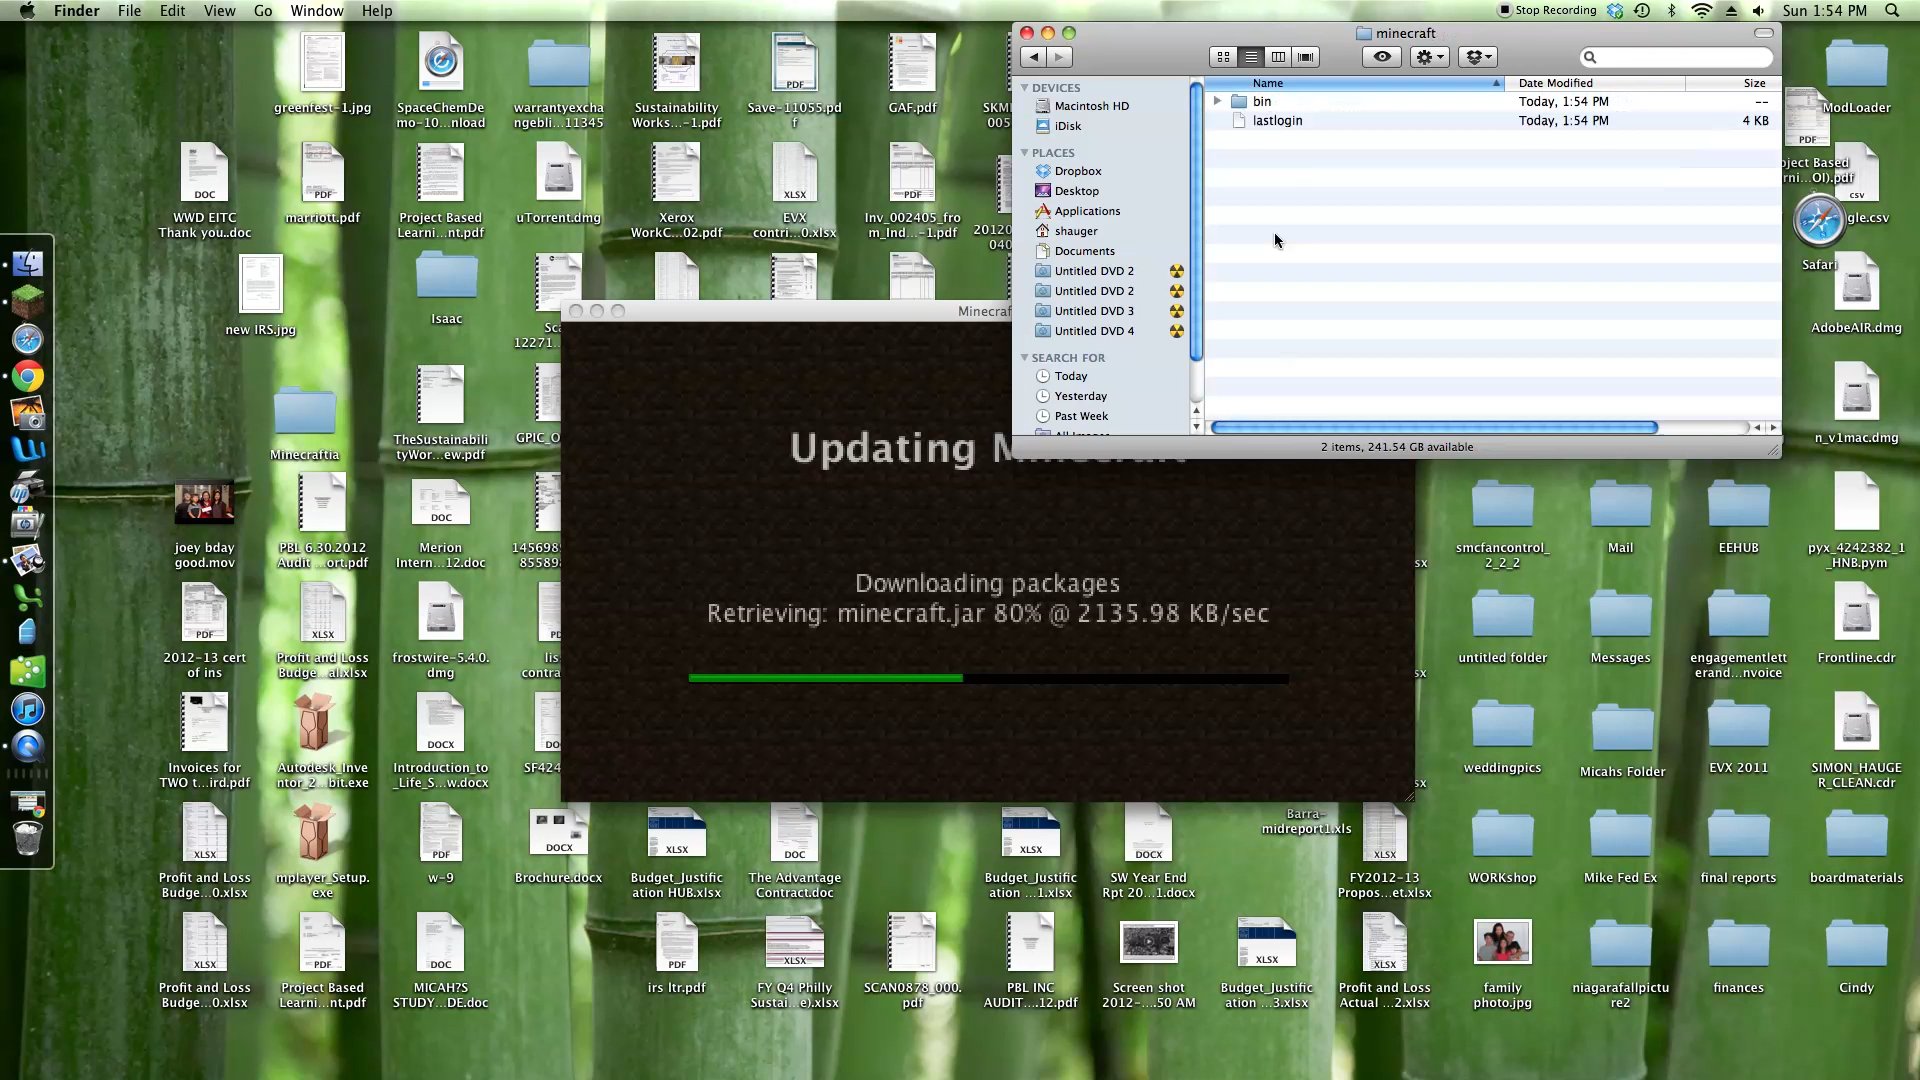 Finder File Edit View Go Window Help
Stop Recording
Sun 1:54 PM
greenfest-1.jpg
SpaceChemDe
mo-10...nload
warrantyexcha
ngebli...11345
Sustainability
Works...-1.pdf
Save-11055.pd
f
GAF.pdf
WWD EITC
Thank you..doc
marriott.pdf
Project Based
Learni...nt.pdf
uTorrent.dmg
Xerox
WorkC...02.pdf
EVX
contri...0.xlsx
Inv_002405_fro
m_Ind...-1.pdf
new IRS.jpg
Isaac
Minecraftia
TheSustainabili
tyWor...ew.pdf
joey bday
good.mov
PBL 6.30.2012
Audit ...ort.pdf
Merion
Intern...12.doc
2012-13 cert
of ins
Profit and Loss
Budge...al.xlsx
frostwire-5.4.0.
dmg
Invoices for
TWO t...ird.pdf
Autodesk_Inve
ntor_2...bit.exe
Introduction_to
_Life_S...w.docx
Profit and Loss
Budge...0.xlsx
mplayer_Setup.
exe
w-9
Brochure.docx
Budget_Justific
ation HUB.xlsx
The Advantage
Contract.doc
Budget_Justific
ation ...1.xlsx
SW Year End
Rpt 20...1.docx
Barra-
midreport1.xls
FY2012-13
Propos...et.xlsx
Profit and Loss
Budge...0.xlsx
Project Based
Learni...nt.pdf
MICAH?S
STUDY...DE.doc
irs ltr.pdf
FY Q4 Philly
Sustai...e).xlsx
SCAN0878_000.
pdf
PBL INC
AUDIT....12.pdf
Screen shot
2012-...50 AM
Budget_Justific
ation ...3.xlsx
Profit and Loss
Actual ...2.xlsx
family
photo.jpg
niagarafallpictu
re2
finances
Cindy
WORKshop
Mike Fed Ex
final reports
boardmaterials
weddingpics
Micahs Folder
EVX 2011
SIMON_HAUGE
R_CLEAN.cdr
untitled folder
Messages
engagementlett
erand...nvoice
Frontline.cdr
smcfancontrol_
2_2_2
Mail
EEHUB
pyx_4242382_1
_HNB.pym
n_v1mac.dmg
AdobeAIR.dmg
Safari
ModLoader
minecraft
Name Date Modified Size
bin Today, 1:54 PM --
lastlogin Today, 1:54 PM 4 KB
DEVICES
Macintosh HD
iDisk
PLACES
Dropbox
Desktop
Applications
shauger
Documents
Untitled DVD 2
Untitled DVD 2
Untitled DVD 3
Untitled DVD 4
SEARCH FOR
Today
Yesterday
Past Week
2 items, 241.54 GB available
Updating Minecraft
Downloading packages
Retrieving: minecraft.jar 80% @ 2135.98 KB/sec